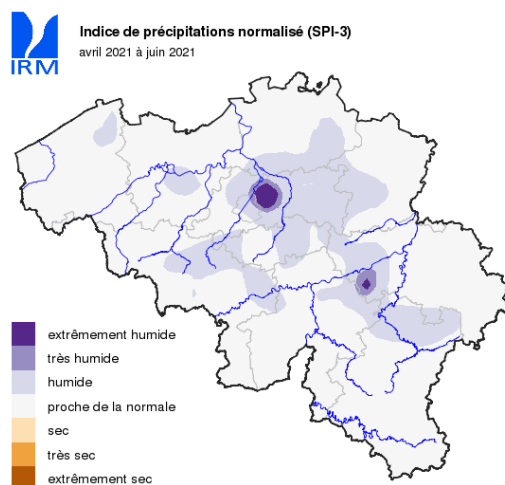 Indice de précipitations normalisé (SPI-3)
avril 2021 à juin 2021
IRM
extrêmement humide
très humide
humide
proche de la normale
sec
très sec
extrêmement sec